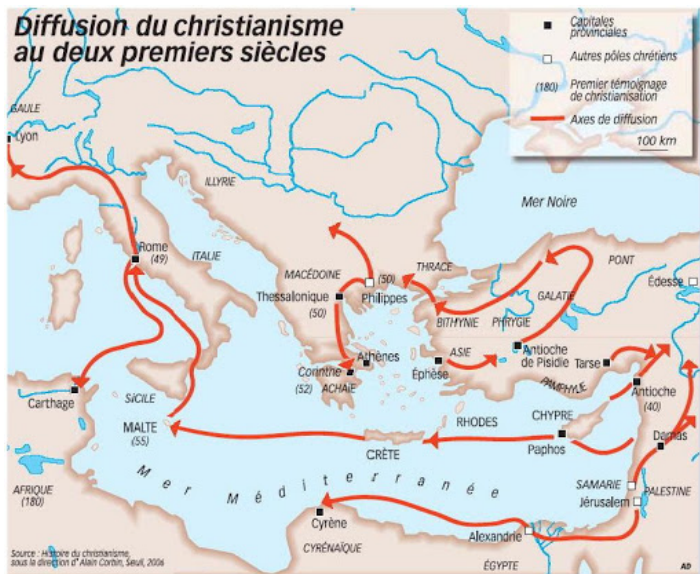 Diffusion du christianisme
au deux premiers siècles
Capitales
provinciales
Autres pôles chrétiens
(180) Premier témoignage
de christianisation
Axes de diffusion
100 km
GAULE
Lyon
ILLYRIE
Mer Noire
Rome
(49)
ITALIE
MACÉDOINE
(50)
THRACE
PONT
Édesse
Thessalonique
(50)
Philippes
GALATIE
BITHYNIE
PHRYGIE
Corinthe
(52)
Athènes
ACHAÏE
ASIE
Éphèse
Antioche
de Pisidie
Tarse
PAMPHYLIE
Antioche
(40)
Carthage
SICILE
MALTE
(55)
RHODES
CHYPRE
Paphos
CRÈTE
Damas
Mer Méditerranée
AFRIQUE
(180)
SAMARIE
Jérusalem
PALESTINE
Cyrène
CYRÉNAÏQUE
Alexandrie
ÉGYPTE
Source : Histoire du christianisme,
sous la direction d'Alain Corbin, Seuil, 2006
AD